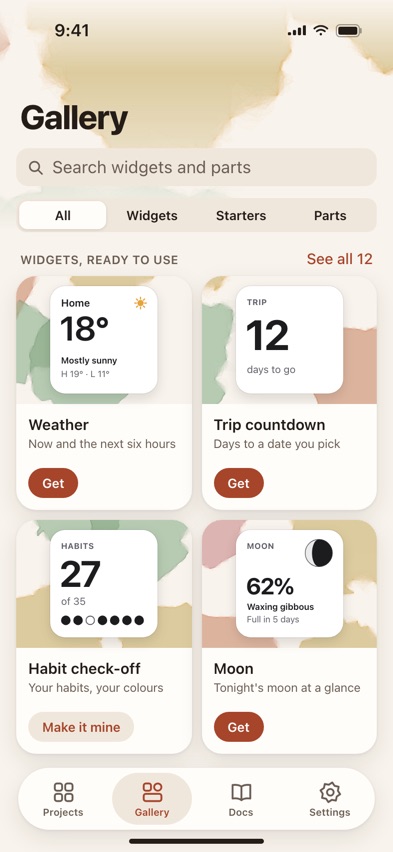 9:41
Gallery
Search widgets and parts
All
Widgets
Starters
Parts
WIDGETS, READY TO USE
See all 12
Home
18°
Mostly sunny
H 19° · L 11°
Weather
Now and the next six hours
Get
TRIP
12
days to go
Trip countdown
Days to a date you pick
Get
HABITS
27
of 35
Habit check-off
Your habits, your colours
Make it mine
MOON
62%
Waxing gibbous
Full in 5 days
Moon
Tonight's moon at a glance
Get
Projects
Gallery
Docs
Settings